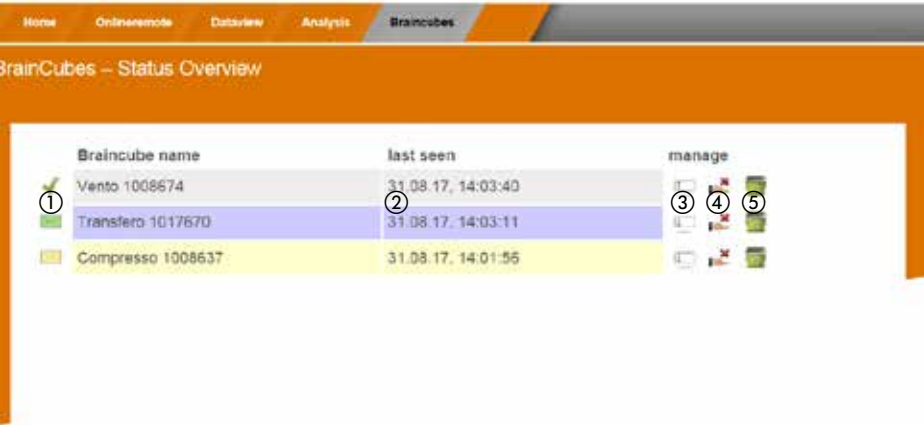 Home Onlineremote Dataview Analysis Braincubes
BrainCubes – Status Overview
Braincube name last seen manage
Vento 1008674 31.08.17, 14:03:40
① ② ③ ④ ⑤
Transfero 1017670 31.08.17, 14:03:11
Compresso 1008637 31.08.17, 14:01:56